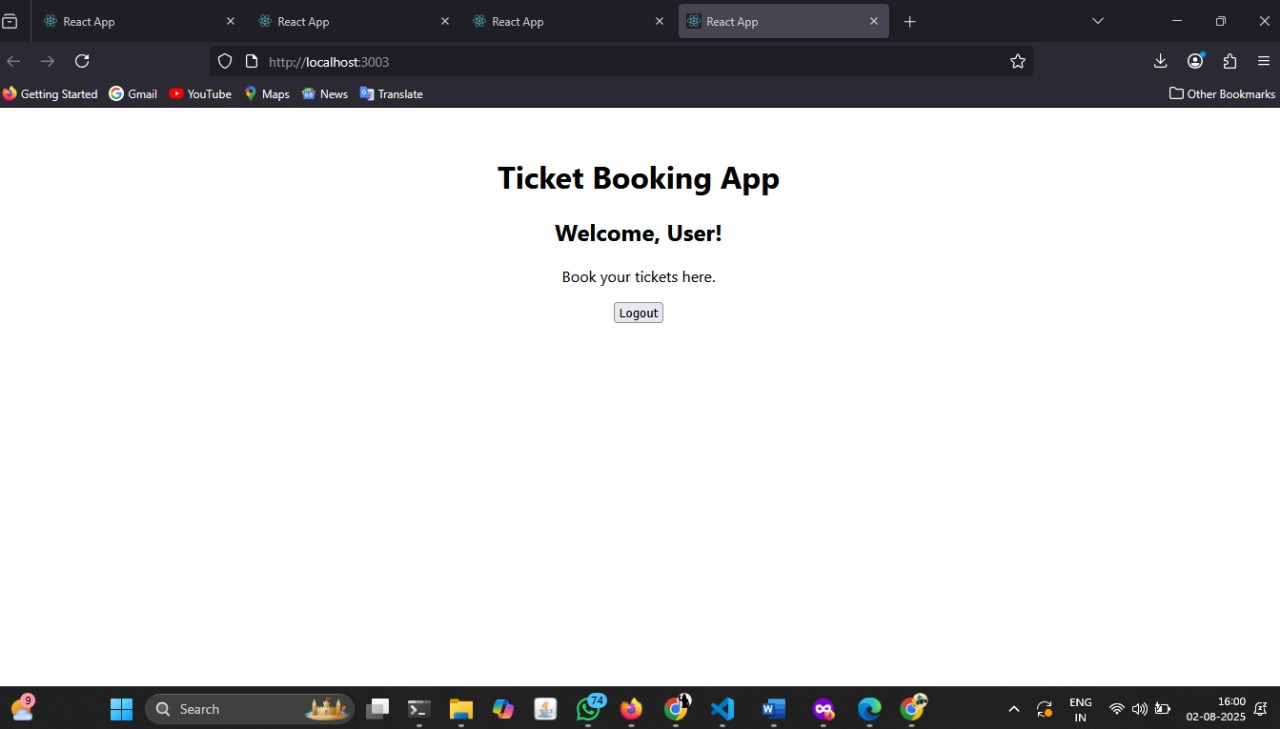 React App
React App
React App
React App
http://localhost:3003
Getting Started
Gmail
YouTube
Maps
News
Translate
Other Bookmarks
Ticket Booking App
Welcome, User!
Book your tickets here.
Logout
9
Search
74
ENG
IN
16:00
02-08-2025